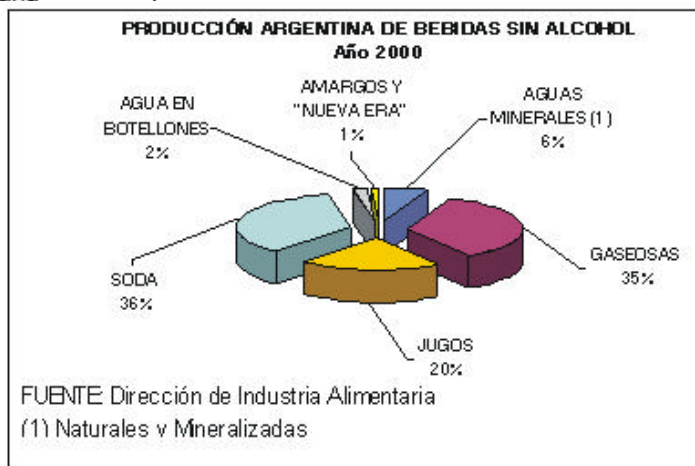 PRODUCCIÓN ARGENTINA DE BEBIDAS SIN ALCOHOL
Año 2000
AMARGOS Y
"NUEVA ERA"
1%
AGUA EN
BOTELLONES
2%
AGUAS
MINERALES (1)
6%
SODA
36%
GASEOSAS
35%
JUGOS
20%
FUENTE: Dirección de Industria Alimentaria
(1) Naturales y Mineralizadas